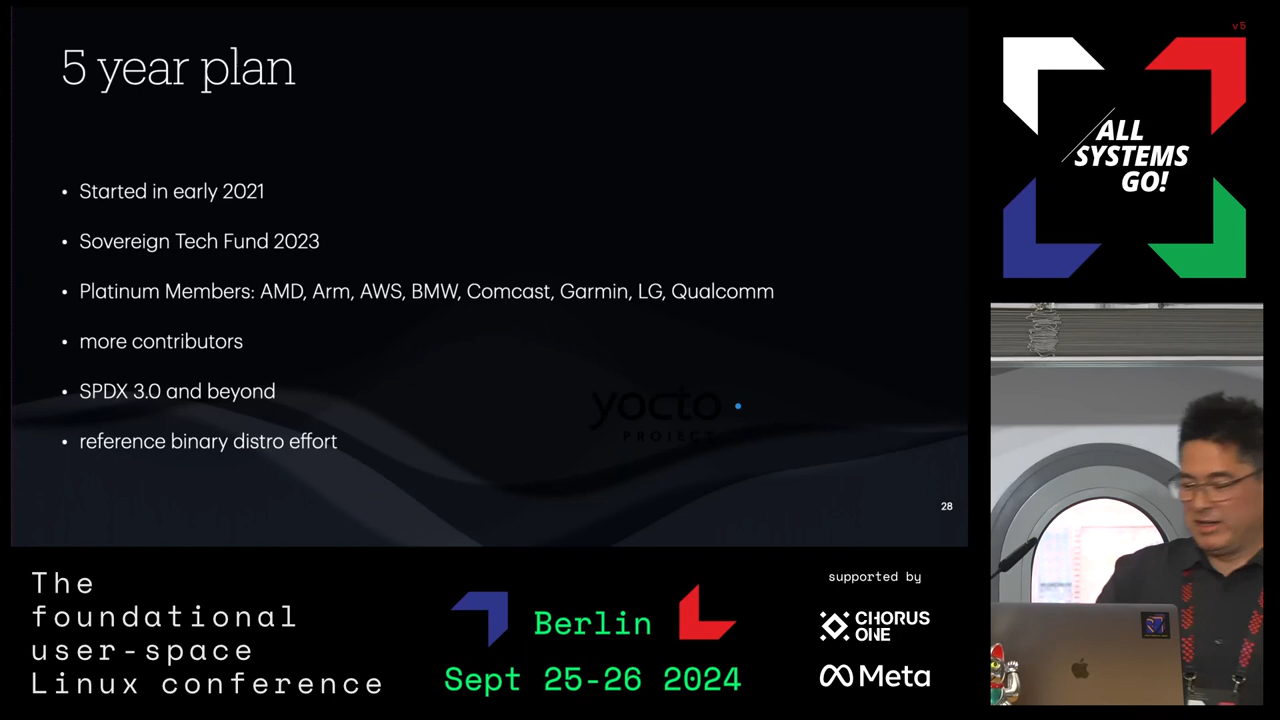 5 year plan
• Started in early 2021
• Sovereign Tech Fund 2023
• Platinum Members: AMD, Arm, AWS, BMW, Comcast, Garmin, LG, Qualcomm
• more contributors
• SPDX 3.0 and beyond
• reference binary distro effort
yocto
PROJECT
28
v5
ALL
SYSTEMS
GO!
The
foundational
user-space
Linux conference
Berlin
Sept 25-26 2024
supported by
CHORUS
ONE
Meta